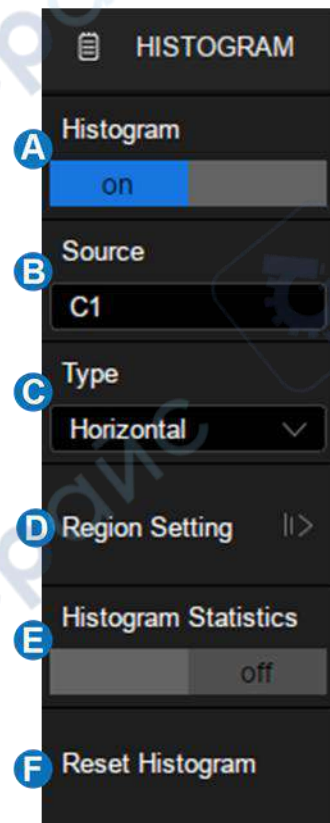 HISTOGRAM
A Histogram
on
B Source
C1
C Type
Horizontal
D Region Setting
E Histogram Statistics
off
F Reset Histogram